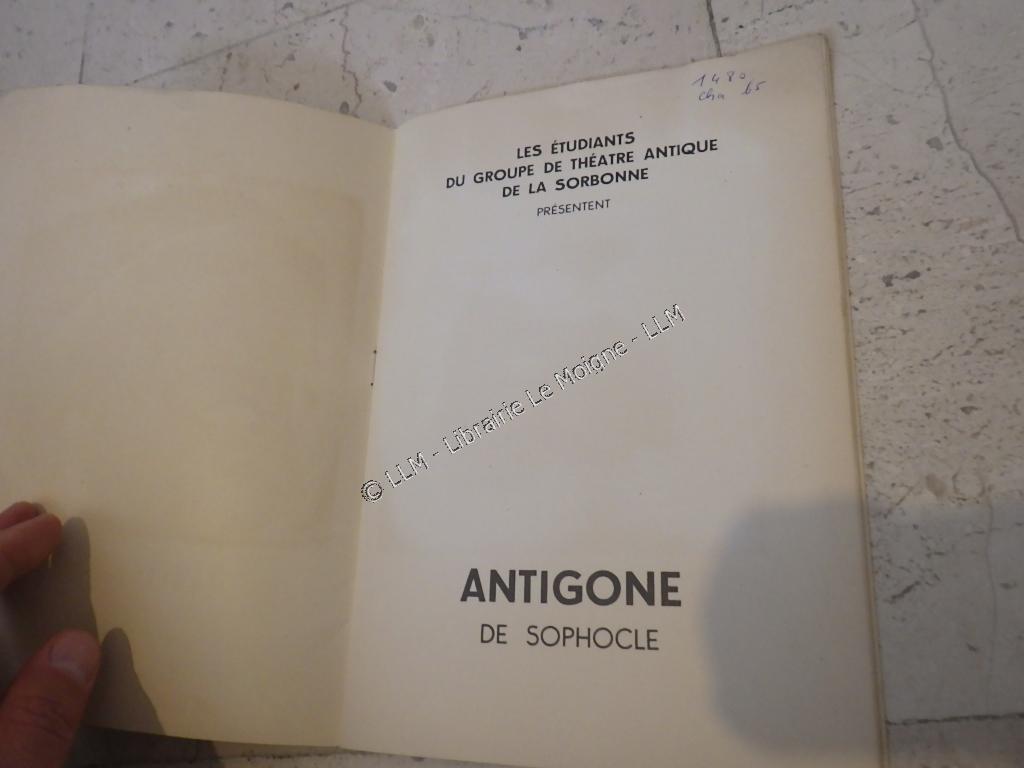 1480
cha 65
LES ÉTUDIANTS
DU GROUPE DE THÉATRE ANTIQUE
DE LA SORBONNE
PRÉSENTENT
© LLM - Librairie Le Moigne - LLM
ANTIGONE
DE SOPHOCLE